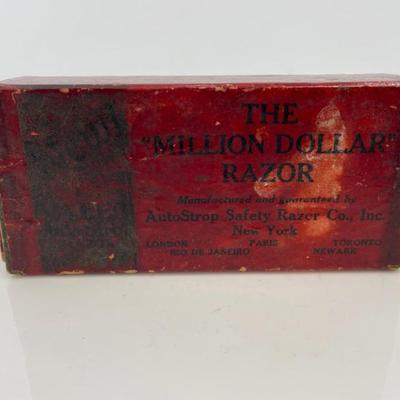 THE
"MILLION DOLLAR"
RAZOR
Manufactured and guaranteed by
AutoStrop Safety Razor Co., Inc.
New York
LONDON PARIS TORONTO
RIO DE JANEIRO NEWARK